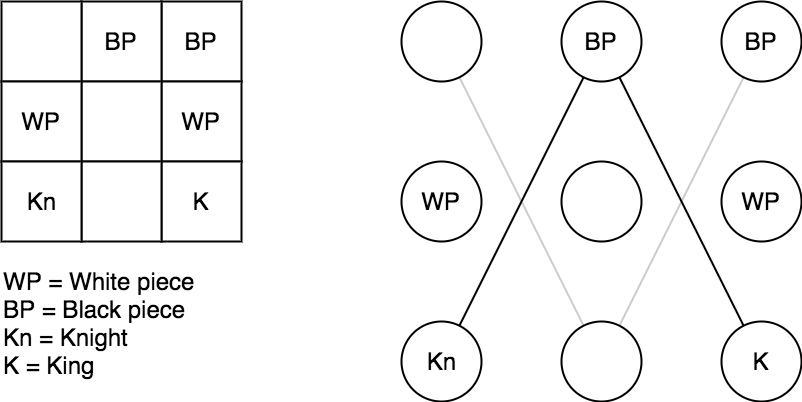 BP BP BP BP
WP WP WP WP
Kn K Kn K
WP = White piece
BP = Black piece
Kn = Knight
K = King